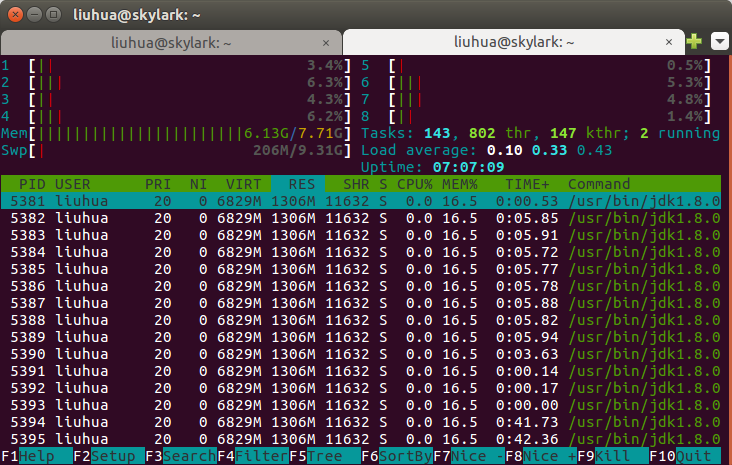 liuhua@skylark: ~
liuhua@skylark: ~ × liuhua@skylark: ~ ×
1 [|| 3.4%] 5 [| 0.5%]
2 [||| 6.3%] 6 [||| 5.3%]
3 [|| 4.3%] 7 [||| 4.8%]
4 [||| 6.2%] 8 [|| 1.4%]
Mem[|||||||||||||||||||||||6.13G/7.71G] Tasks: 143, 802 thr, 147 kthr; 2 running
Swp[| 206M/9.31G] Load average: 0.10 0.33 0.43
Uptime: 07:07:09
PID USER PRI NI VIRT RES SHR S CPU% MEM% TIME+ Command
5381 liuhua 20 0 6829M 1306M 11632 S 0.0 16.5 0:00.53 /usr/bin/jdk1.8.0
5382 liuhua 20 0 6829M 1306M 11632 S 0.0 16.5 0:05.85 /usr/bin/jdk1.8.0
5383 liuhua 20 0 6829M 1306M 11632 S 0.0 16.5 0:05.91 /usr/bin/jdk1.8.0
5384 liuhua 20 0 6829M 1306M 11632 S 0.0 16.5 0:05.72 /usr/bin/jdk1.8.0
5385 liuhua 20 0 6829M 1306M 11632 S 0.0 16.5 0:05.77 /usr/bin/jdk1.8.0
5386 liuhua 20 0 6829M 1306M 11632 S 0.0 16.5 0:05.78 /usr/bin/jdk1.8.0
5387 liuhua 20 0 6829M 1306M 11632 S 0.0 16.5 0:05.88 /usr/bin/jdk1.8.0
5388 liuhua 20 0 6829M 1306M 11632 S 0.0 16.5 0:05.82 /usr/bin/jdk1.8.0
5389 liuhua 20 0 6829M 1306M 11632 S 0.0 16.5 0:05.94 /usr/bin/jdk1.8.0
5390 liuhua 20 0 6829M 1306M 11632 S 0.0 16.5 0:03.63 /usr/bin/jdk1.8.0
5391 liuhua 20 0 6829M 1306M 11632 S 0.0 16.5 0:00.14 /usr/bin/jdk1.8.0
5392 liuhua 20 0 6829M 1306M 11632 S 0.0 16.5 0:00.17 /usr/bin/jdk1.8.0
5393 liuhua 20 0 6829M 1306M 11632 S 0.0 16.5 0:00.00 /usr/bin/jdk1.8.0
5394 liuhua 20 0 6829M 1306M 11632 S 0.0 16.5 0:41.73 /usr/bin/jdk1.8.0
5395 liuhua 20 0 6829M 1306M 11632 S 0.0 16.5 0:42.36 /usr/bin/jdk1.8.0
F1Help F2Setup F3SearchF4FilterF5Tree F6SortByF7Nice -F8Nice +F9Kill F10Quit